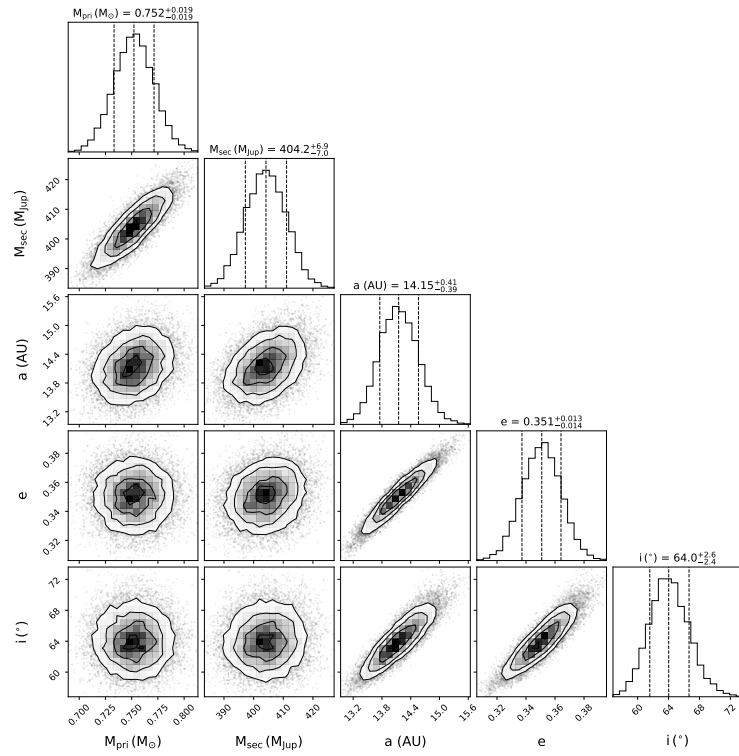 M_pri (M_⊙) = 0.752^{+0.019}_{-0.019}
M_sec (M_Jup) = 404.2^{+6.9}_{-7.0}
M_sec (M_Jup)
420
410
400
390
a (AU) = 14.15^{+0.41}_{-0.39}
a (AU)
15.6
15.0
14.4
13.8
13.2
e = 0.351^{+0.013}_{-0.014}
e
0.38
0.36
0.34
0.32
i (°) = 64.0^{+2.6}_{-2.4}
i (°)
72
68
64
60
0.700 0.725 0.750 0.775 0.800 390 400 410 420 13.2 13.8 14.4 15.0 15.6 0.32 0.34 0.36 0.38 60 64 68 72
M_pri (M_⊙) M_sec (M_Jup) a (AU) e i (°)